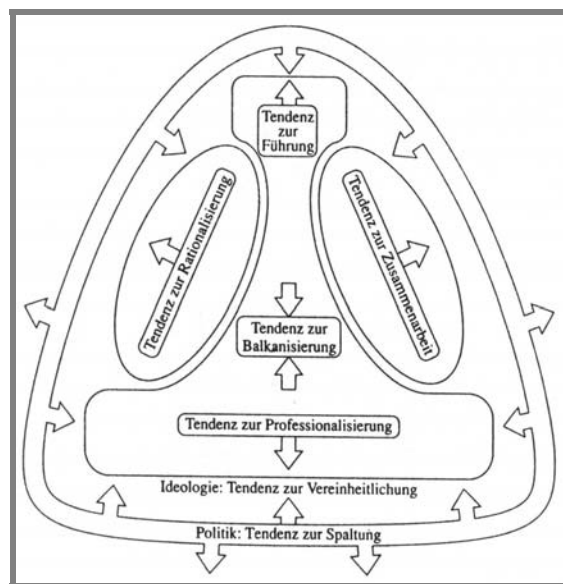 Tendenz
zur
Führung
Tendenz zur Rationalisierung
Tendenz zur Zusammenarbeit
Tendenz zur
Balkanisierung
Tendenz zur Professionalisierung
Ideologie: Tendenz zur Vereinheitlichung
Politik: Tendenz zur Spaltung